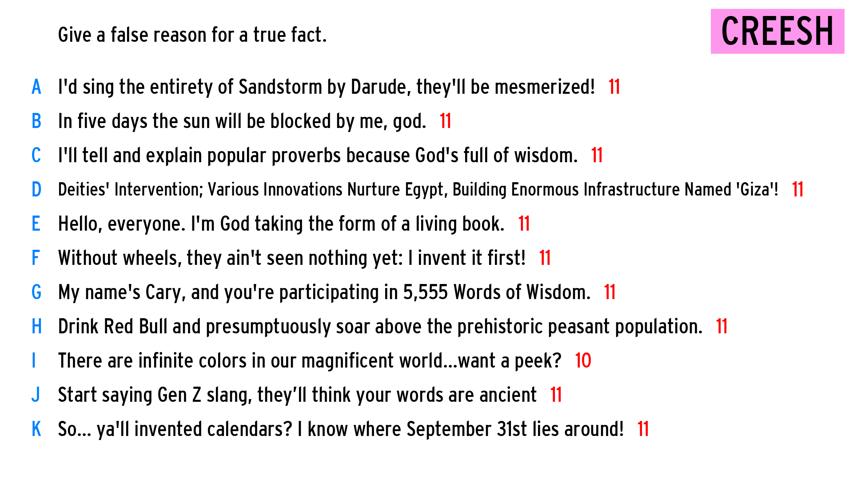 Give a false reason for a true fact.
CREESH
A I'd sing the entirety of Sandstorm by Darude, they'll be mesmerized! 11
B In five days the sun will be blocked by me, god. 11
C I'll tell and explain popular proverbs because God's full of wisdom. 11
D Deities' Intervention; Various Innovations Nurture Egypt, Building Enormous Infrastructure Named 'Giza'! 11
E Hello, everyone. I'm God taking the form of a living book. 11
F Without wheels, they ain't seen nothing yet: I invent it first! 11
G My name's Cary, and you're participating in 5,555 Words of Wisdom. 11
H Drink Red Bull and presumptuously soar above the prehistoric peasant population. 11
I There are infinite colors in our magnificent world...want a peek? 10
J Start saying Gen Z slang, they’ll think your words are ancient 11
K So... ya'll invented calendars? I know where September 31st lies around! 11